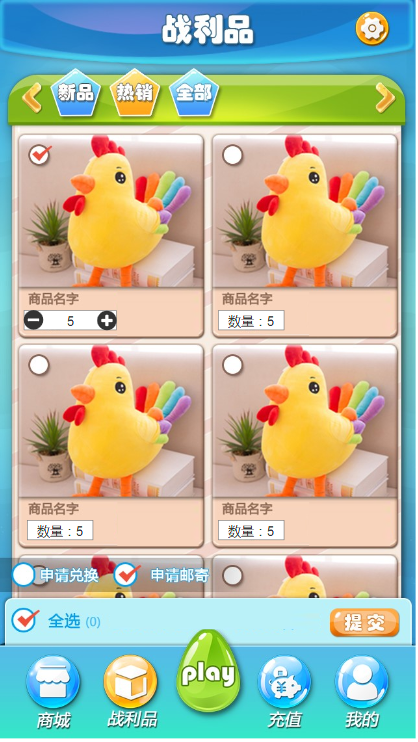 战利品
新品 热销 全部
商品名字 商品名字
5 数量：5
商品名字 商品名字
数量：5 数量：5
申请兑换 申请邮寄
全选 (0) 提交
play
商城 战利品 充值 我的